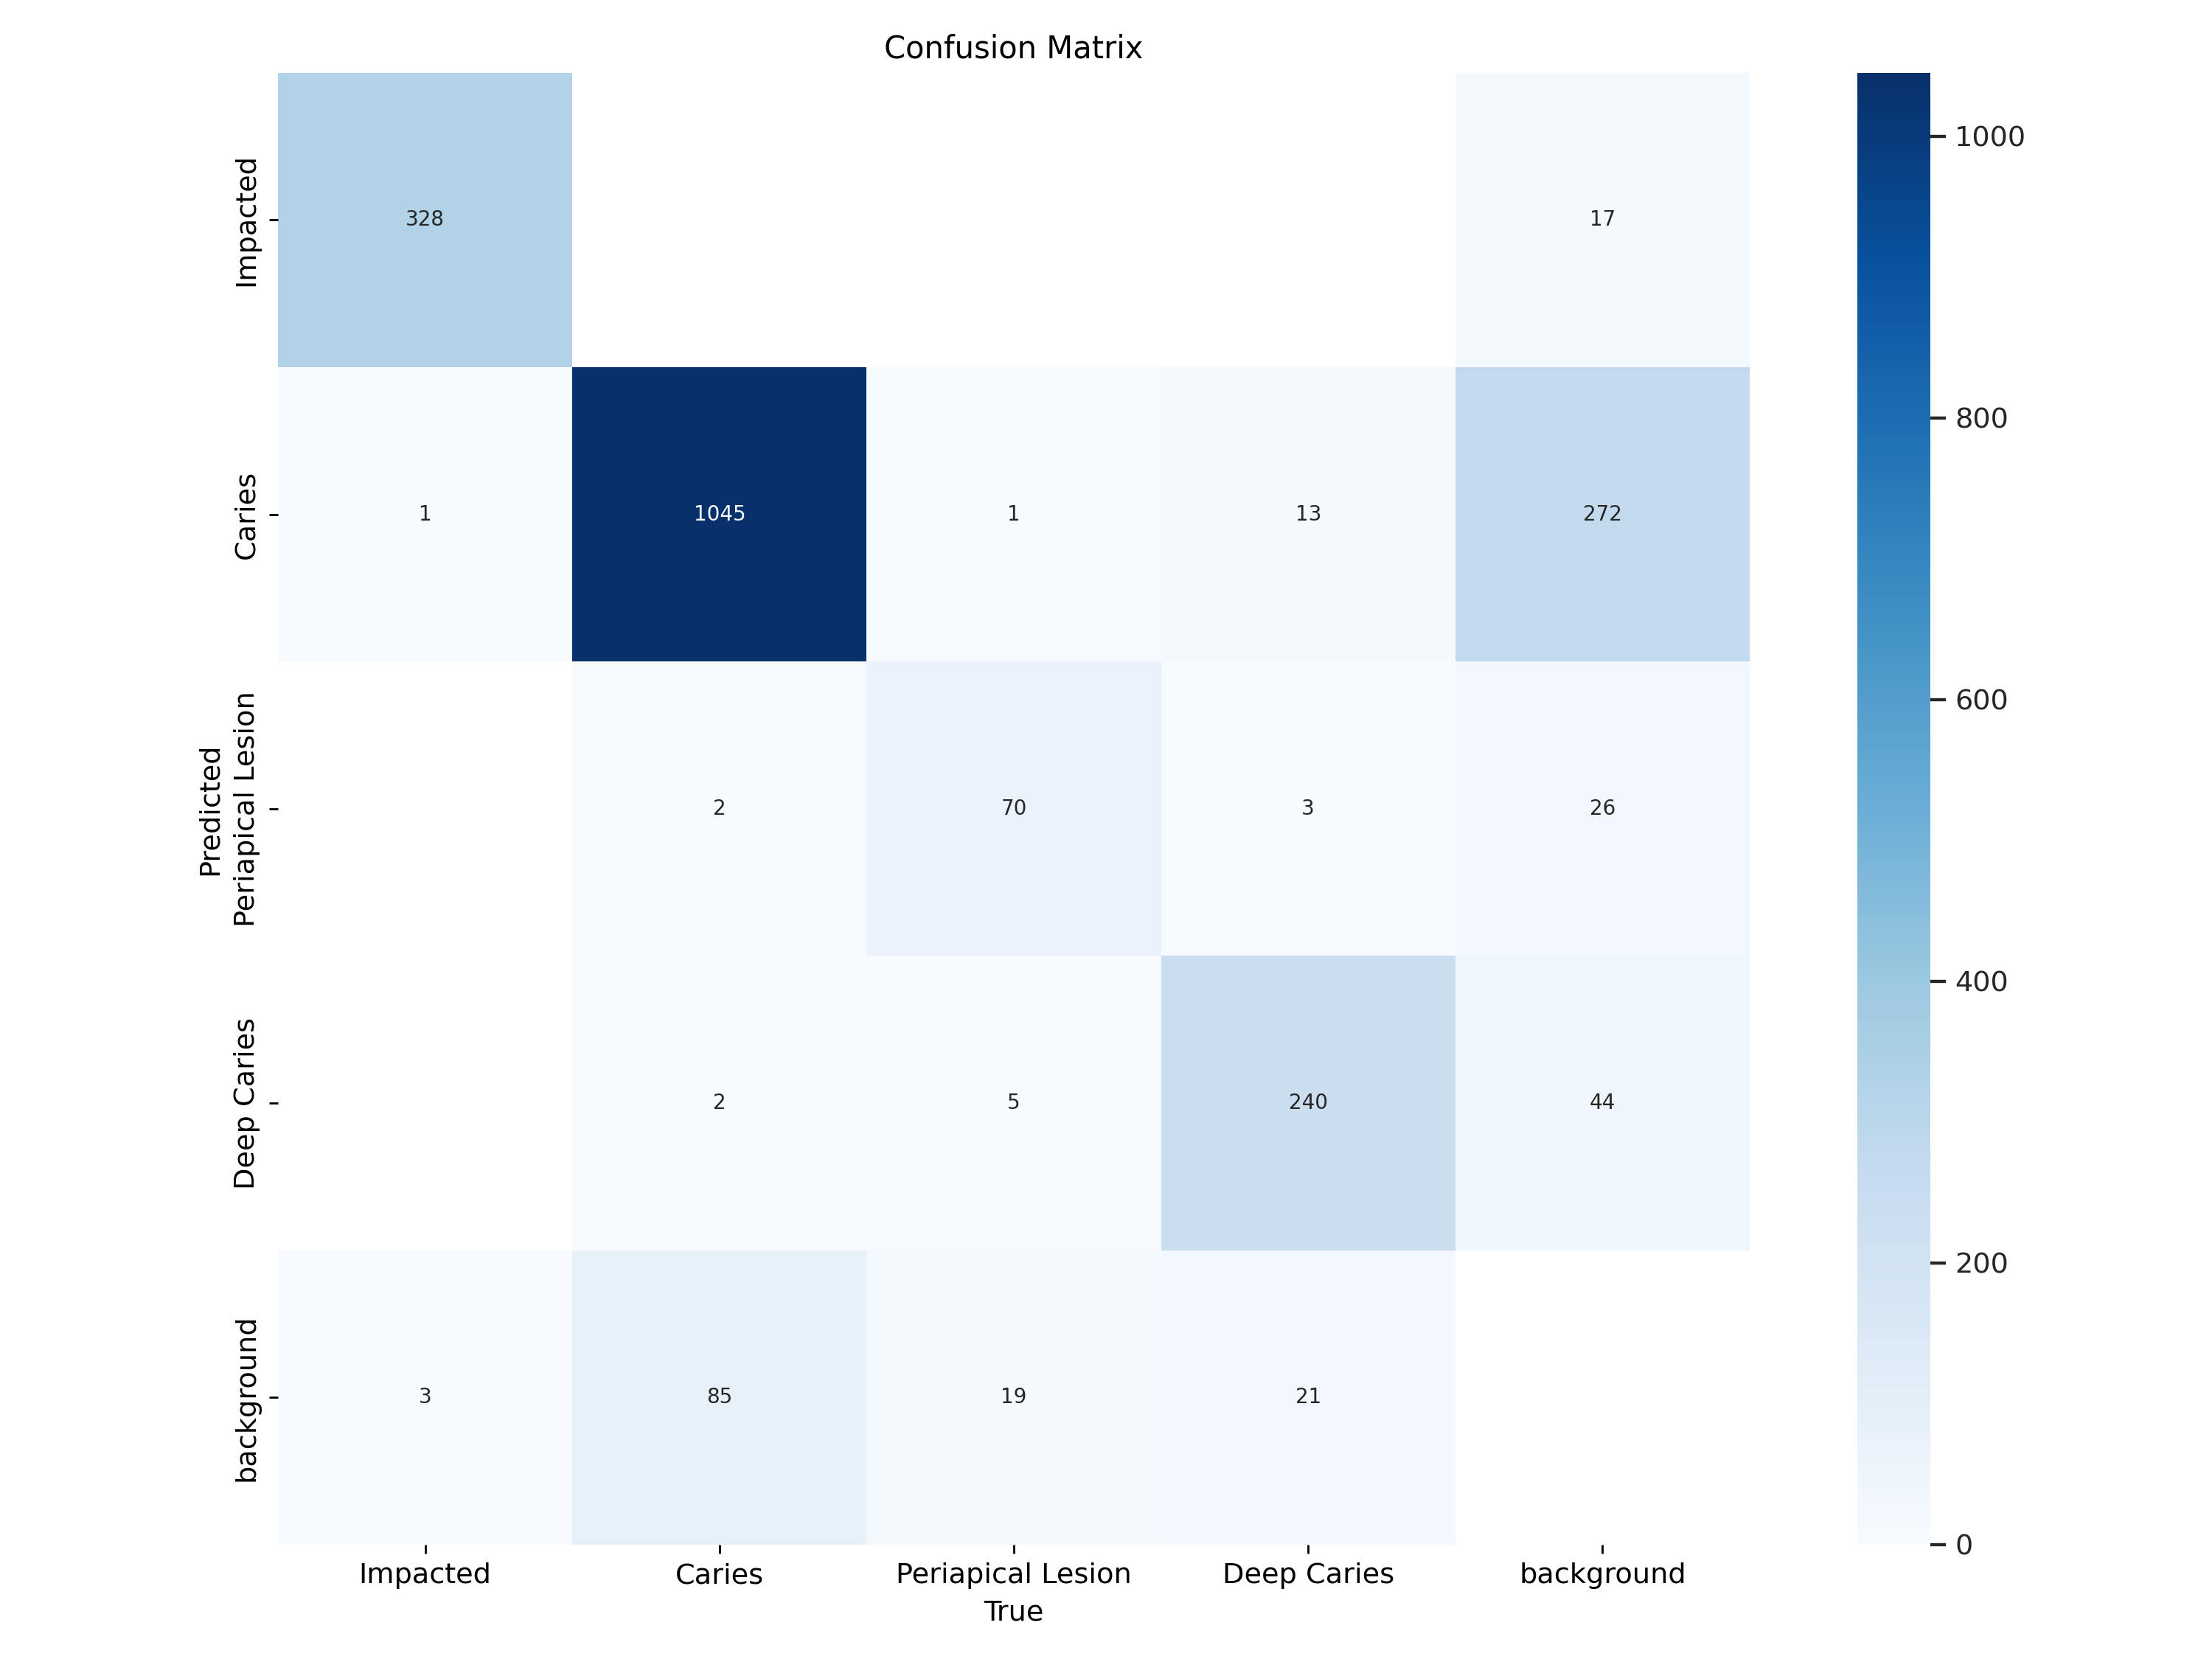 Confusion Matrix
Impacted
328
17
Caries
1
1045
1
13
272
Predicted
Periapical Lesion
2
70
3
26
Deep Caries
2
5
240
44
background
3
85
19
21
Impacted
Caries
Periapical Lesion
Deep Caries
background
True
1000
800
600
400
200
0